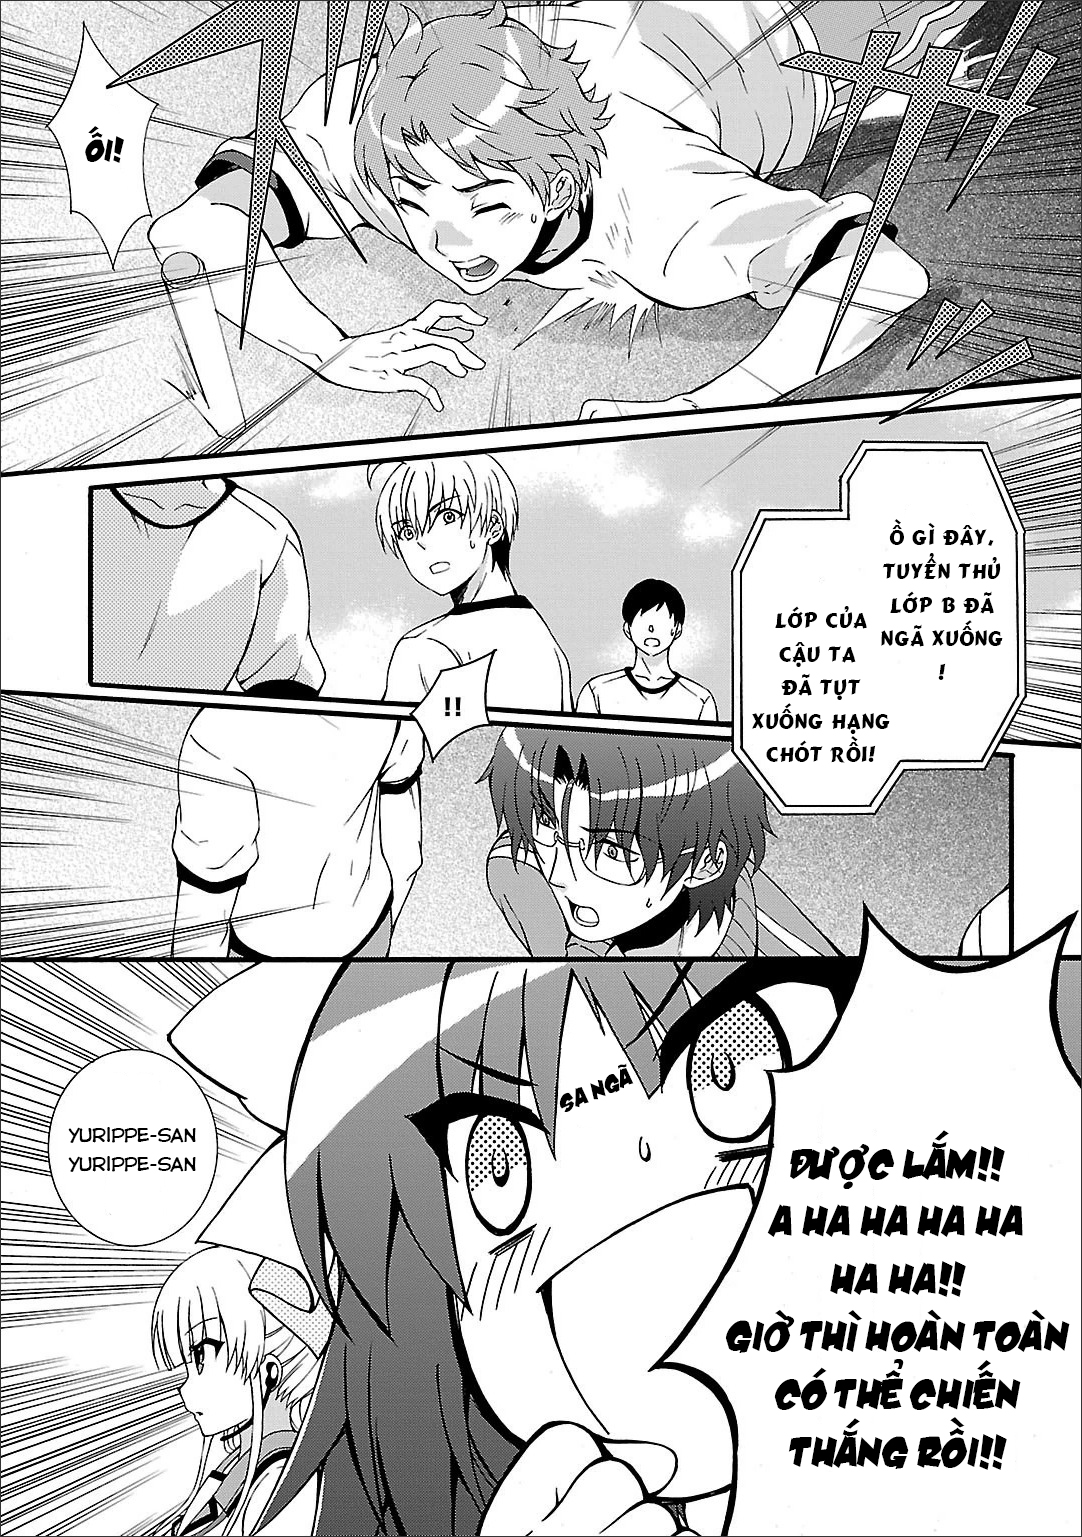 ỐI!
Ồ GÌ ĐÂY,
TUYỂN THỦ
LỚP B ĐÃ
NGÃ XUỐNG
!
LỚP CỦA
CẬU TA
ĐÃ TỤT
XUỐNG HẠNG
CHÓT RỒI!
!!
ĐƯỢC LẮM!!
A HA HA HA HA
HA HA!!
GIỜ THÌ HOÀN TOÀN
CÓ THỂ CHIẾN
THẮNG RỒI!!
SA NGÃ
YURIPPE-SAN
YURIPPE-SAN